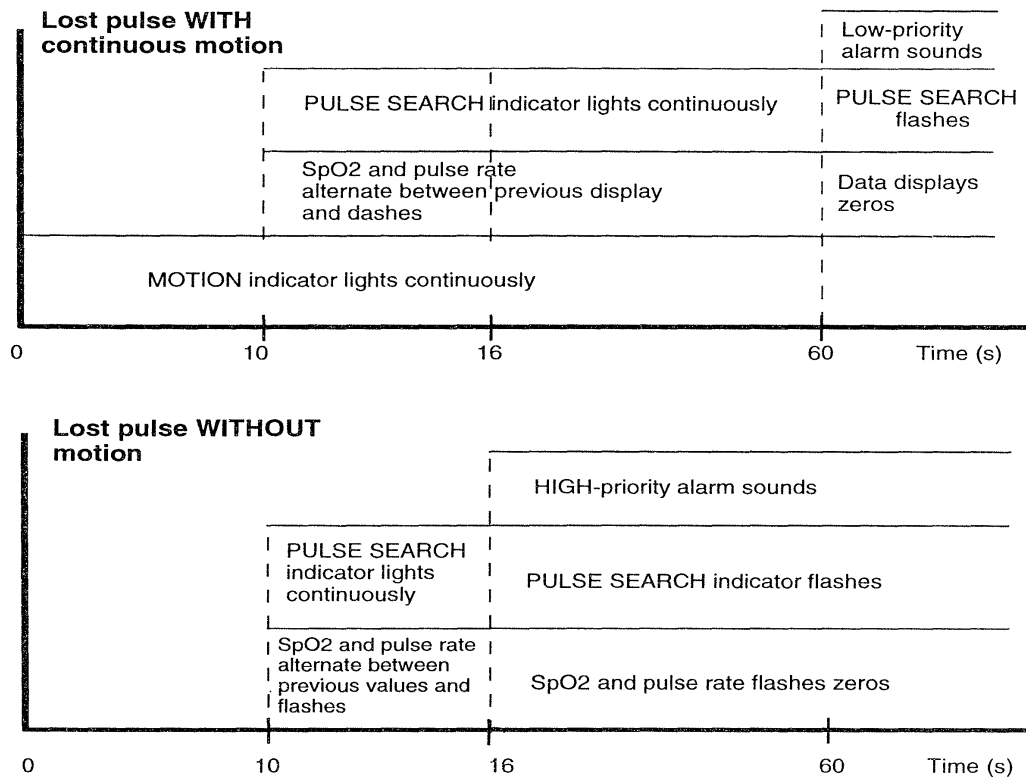 Lost pulse WITH
continuous motion
Low-priority
alarm sounds
PULSE SEARCH indicator lights continuously
PULSE SEARCH
flashes
SpO2 and pulse rate
alternate between previous display
and dashes
Data displays
zeros
MOTION indicator lights continuously
0 10 16 60 Time (s)
Lost pulse WITHOUT
motion
HIGH-priority alarm sounds
PULSE SEARCH
indicator lights
continuously
PULSE SEARCH indicator flashes
SpO2 and pulse rate
alternate between
previous values and
flashes
SpO2 and pulse rate flashes zeros
0 10 16 60 Time (s)